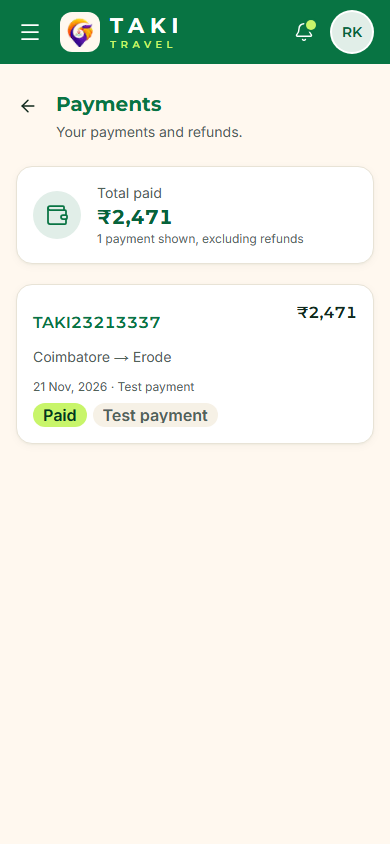 TAKI
TRAVEL
RK
Payments
Your payments and refunds.
Total paid
₹2,471
1 payment shown, excluding refunds
TAKI23213337
₹2,471
Coimbatore → Erode
21 Nov, 2026 · Test payment
Paid
Test payment